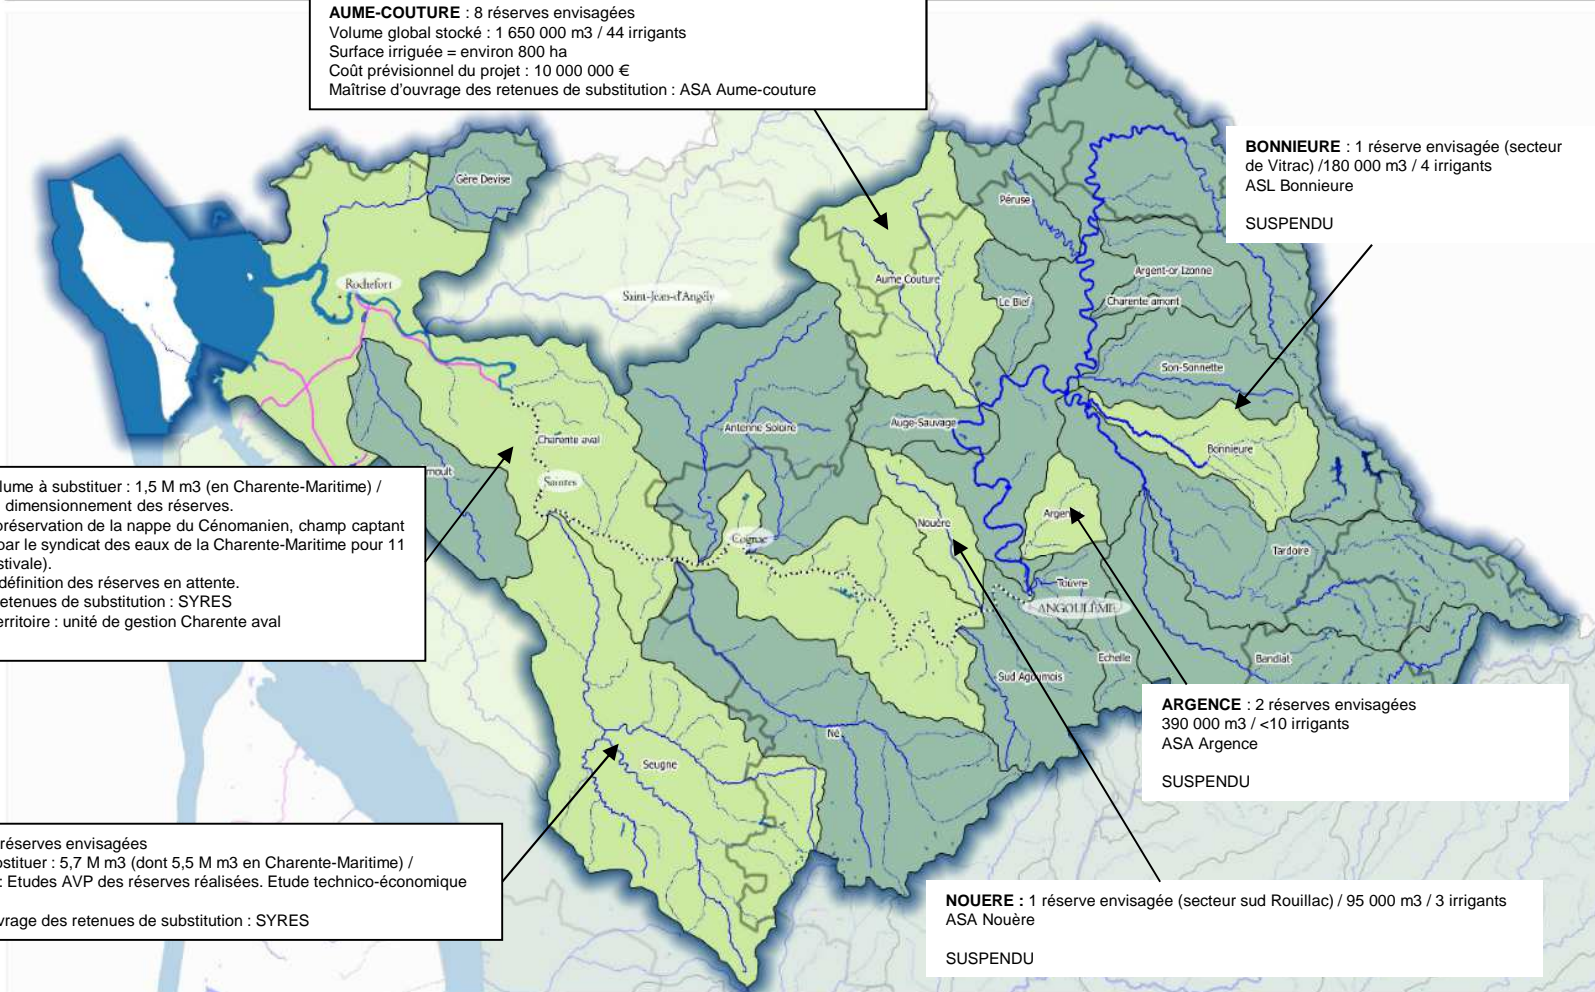 AUME-COUTURE : 8 réserves envisagées
Volume global stocké : 1 650 000 m3 / 44 irrigants
Surface irriguée = environ 800 ha
Coût prévisionnel du projet : 10 000 000 €
Maîtrise d'ouvrage des retenues de substitution : ASA Aume-couture
BONNIEURE : 1 réserve envisagée (secteur
de Vitrac) /180 000 m3 / 4 irrigants
ASL Bonnieure
SUSPENDU
Gère Devise
Péruse
Rochefort
Saint-Jean-d'Angély
Aume Couture
Le Bief
Argent-or Izonne
Charente amont
Son-Sonnette
Charente aval
Antenne Soloire
Auge-Sauvage
Bonnieure
lume à substituer : 1,5 M m3 (en Charente-Maritime) /
dimensionnement des réserves.
préservation de la nappe du Cénomanien, champ captant
par le syndicat des eaux de la Charente-Maritime pour 11
stivale).
définition des réserves en attente.
etenues de substitution : SYRES
erritoire : unité de gestion Charente aval
moult
Saintes
Cognac
Nouère
Argence
Tardoire
Touvre
ANGOULÊME
Echelle
Bandiat
Sud Agoumois
Né
Seugne
ARGENCE : 2 réserves envisagées
390 000 m3 / <10 irrigants
ASA Argence
SUSPENDU
réserves envisagées
ostituer : 5,7 M m3 (dont 5,5 M m3 en Charente-Maritime) /
: Etudes AVP des réserves réalisées. Etude technico-économique
vrage des retenues de substitution : SYRES
NOUERE : 1 réserve envisagée (secteur sud Rouillac) / 95 000 m3 / 3 irrigants
ASA Nouère
SUSPENDU